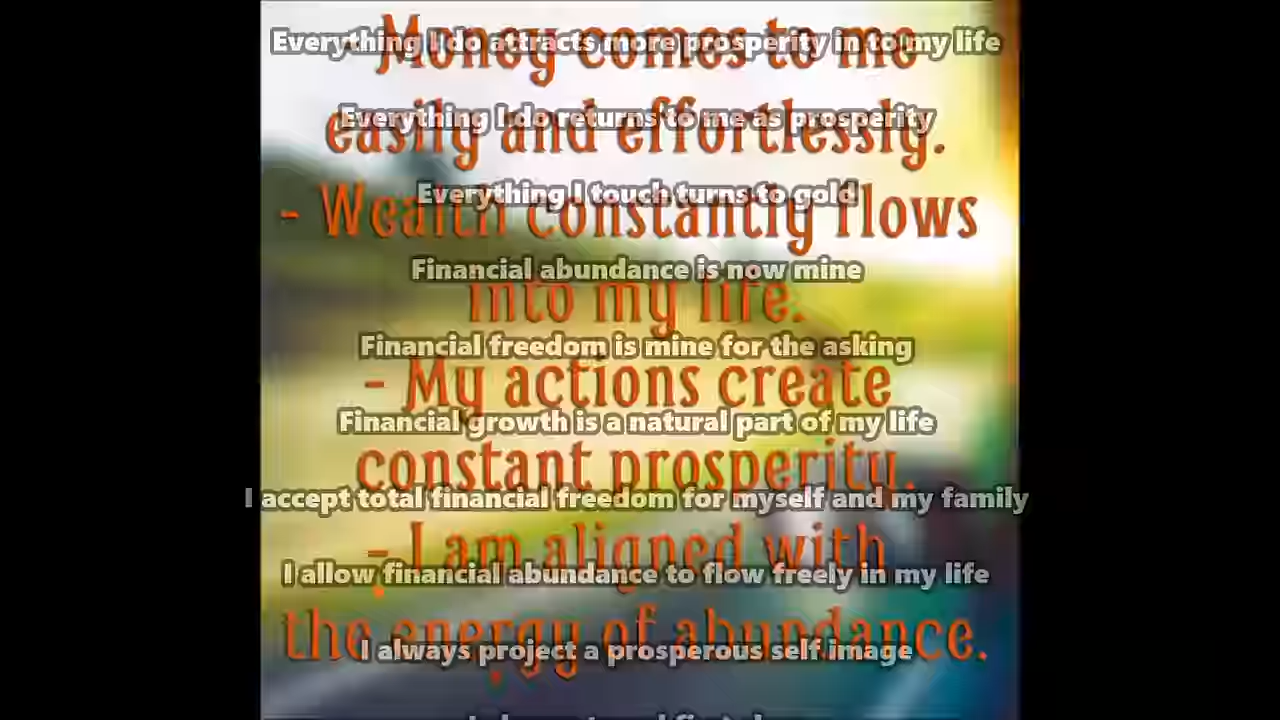 Everything I do attracts more prosperity in to my life
- Money comes to me
Everything I do returns to me as prosperity
easily and effortlessly.
Everything I touch turns to gold
- Wealth constantly flows
Financial abundance is now mine
into my life.
Financial freedom is mine for the asking
- My actions create
Financial growth is a natural part of my life
constant prosperity.
I accept total financial freedom for myself and my family
- I am aligned with
I allow financial abundance to flow freely in my life
the energy of abundance.
I always project a prosperous self image